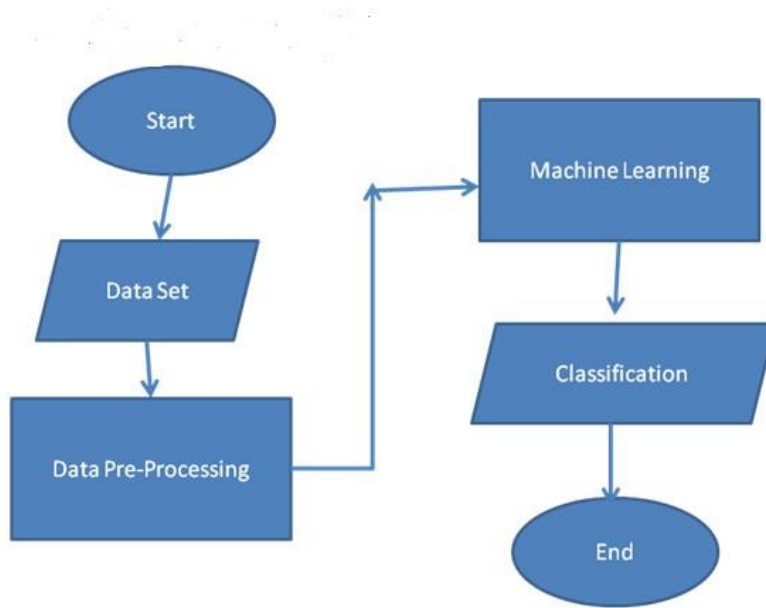 Start
Data Set
Data Pre-Processing
Machine Learning
Classification
End